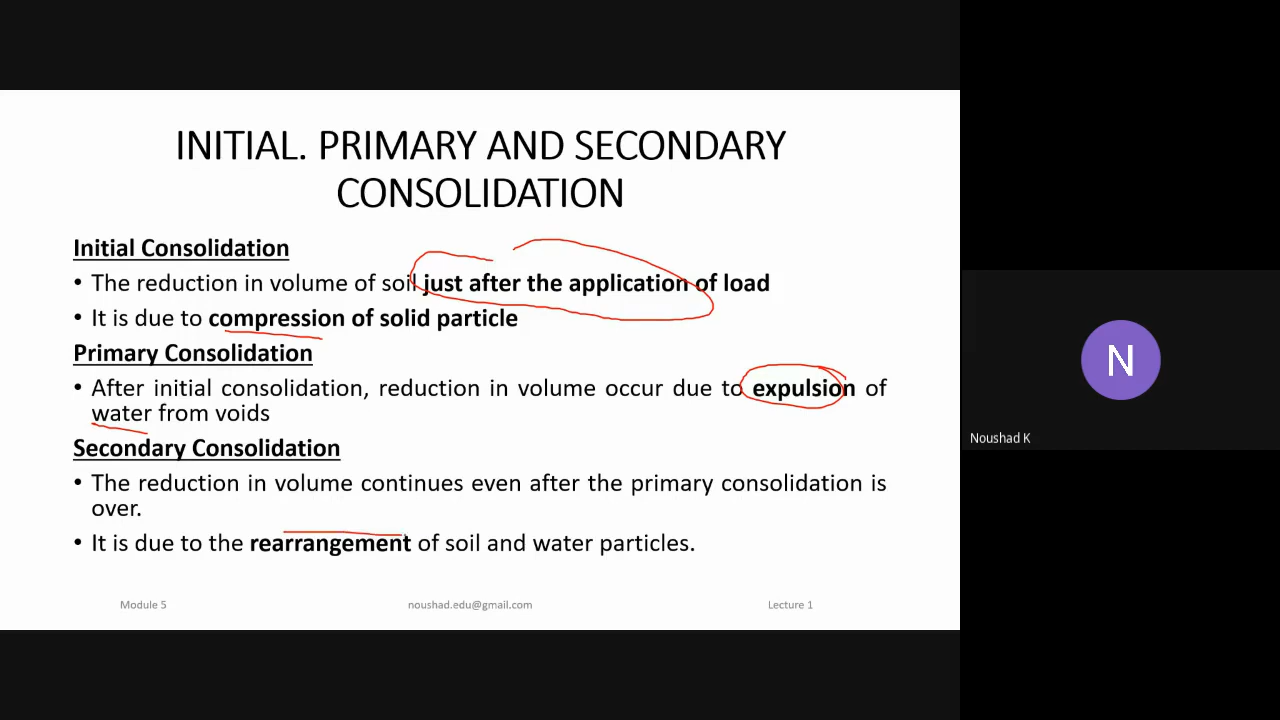 INITIAL. PRIMARY AND SECONDARY
CONSOLIDATION
Initial Consolidation
• The reduction in volume of soil just after the application of load
• It is due to compression of solid particle
Primary Consolidation
• After initial consolidation, reduction in volume occur due to expulsion of
water from voids
Secondary Consolidation
• The reduction in volume continues even after the primary consolidation is
over.
• It is due to the rearrangement of soil and water particles.
Module 5 noushad.edu@gmail.com Lecture 1
N
Noushad K